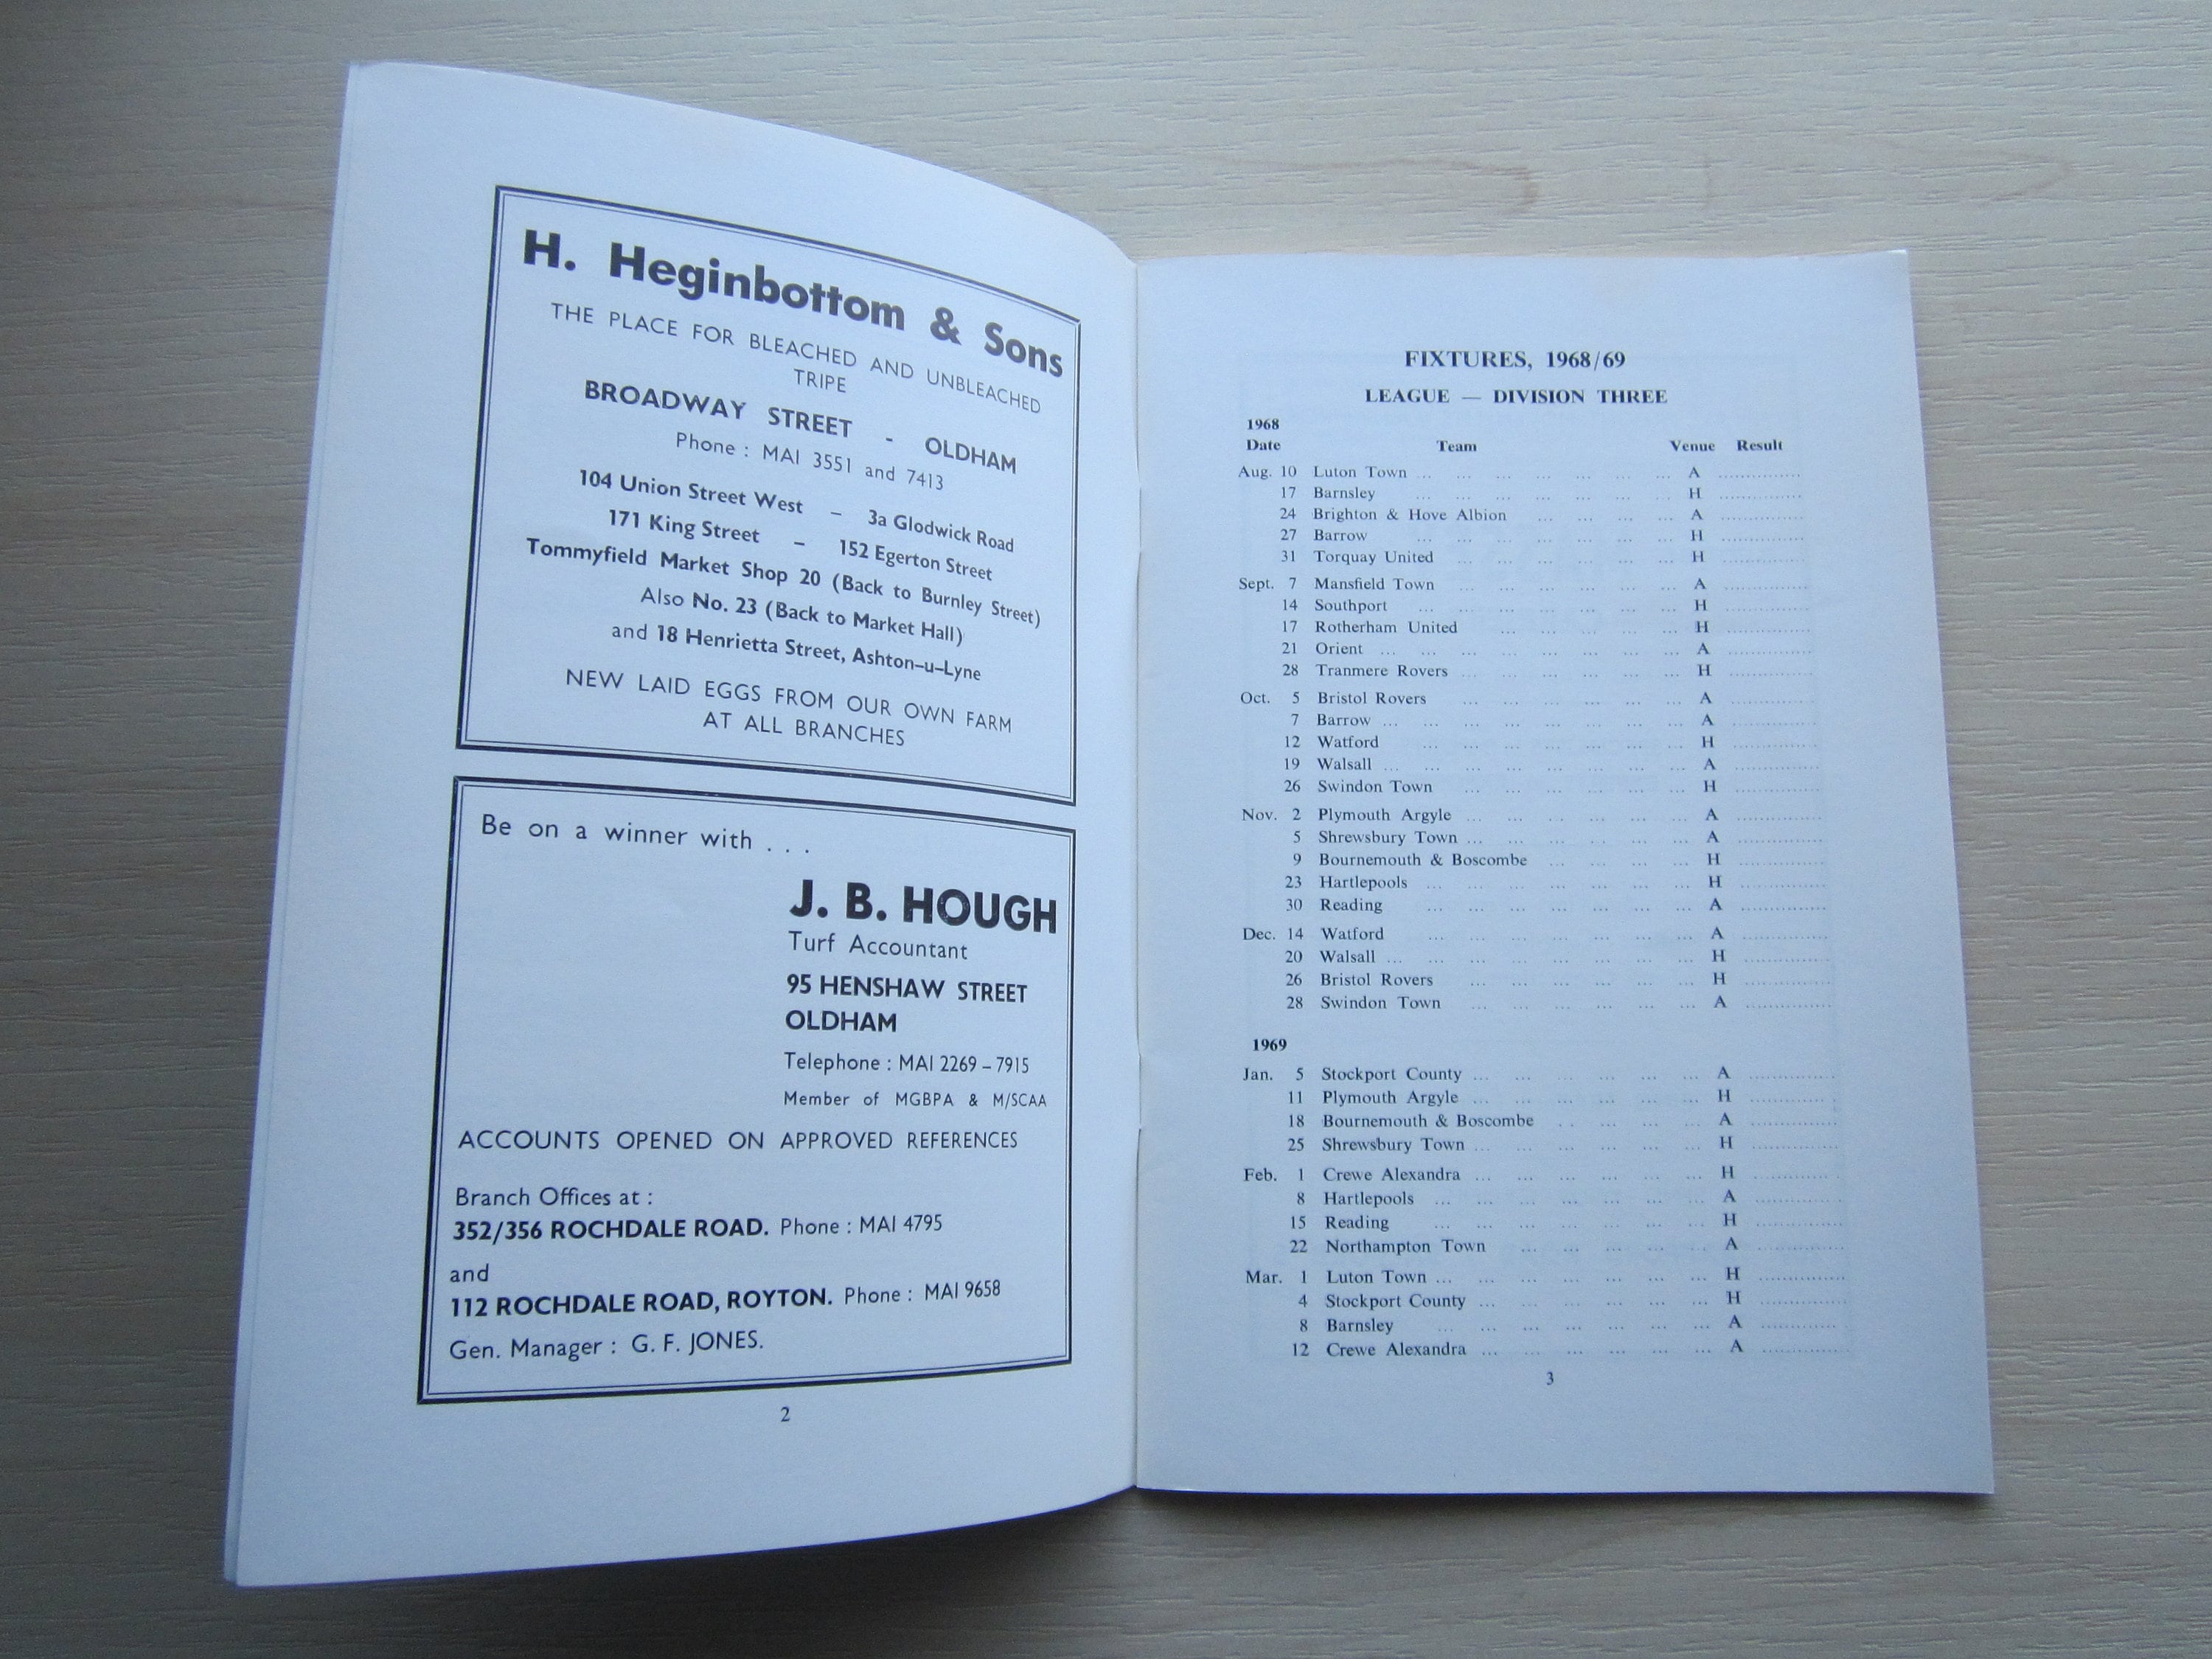 H. Heginbottom & Sons
THE PLACE FOR BLEACHED AND UNBLEACHED
TRIPE
BROADWAY STREET - OLDHAM
Phone : MAI 3551 and 7413
104 Union Street West – 3a Glodwick Road
171 King Street – 152 Egerton Street
Tommyfield Market Shop 20 (Back to Burnley Street)
Also No. 23 (Back to Market Hall)
and 18 Henrietta Street, Ashton-u-Lyne
NEW LAID EGGS FROM OUR OWN FARM
AT ALL BRANCHES
Be on a winner with . . .
J. B. HOUGH
Turf Accountant
95 HENSHAW STREET
OLDHAM
Telephone : MAI 2269 – 7915
Member of MGBPA & M/SCAA
ACCOUNTS OPENED ON APPROVED REFERENCES
Branch Offices at :
352/356 ROCHDALE ROAD. Phone : MAI 4795
and
112 ROCHDALE ROAD, ROYTON. Phone : MAI 9658
Gen. Manager : G. F. JONES.
2
FIXTURES, 1968/69
LEAGUE — DIVISION THREE
1968
Date Team Venue Result
Aug. 10 Luton Town A
17 Barnsley H
24 Brighton & Hove Albion A
27 Barrow H
31 Torquay United H
Sept. 7 Mansfield Town A
14 Southport H
17 Rotherham United H
21 Orient A
28 Tranmere Rovers H
Oct. 5 Bristol Rovers A
7 Barrow A
12 Watford H
19 Walsall A
26 Swindon Town H
Nov. 2 Plymouth Argyle A
5 Shrewsbury Town A
9 Bournemouth & Boscombe H
23 Hartlepools H
30 Reading A
Dec. 14 Watford A
20 Walsall H
26 Bristol Rovers H
28 Swindon Town A
1969
Jan. 5 Stockport County A
11 Plymouth Argyle H
18 Bournemouth & Boscombe A
25 Shrewsbury Town H
Feb. 1 Crewe Alexandra H
8 Hartlepools A
15 Reading H
22 Northampton Town A
Mar. 1 Luton Town H
4 Stockport County H
8 Barnsley A
12 Crewe Alexandra A
3